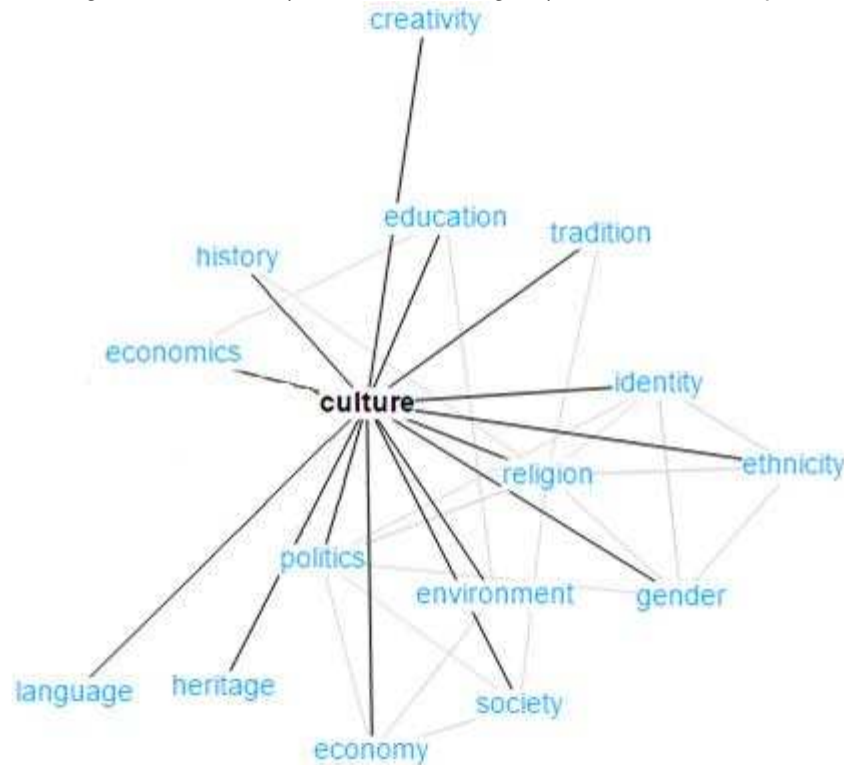 creativity
education
tradition
history
economics
identity
culture
ethnicity
religion
politics
environment
gender
language
heritage
society
economy